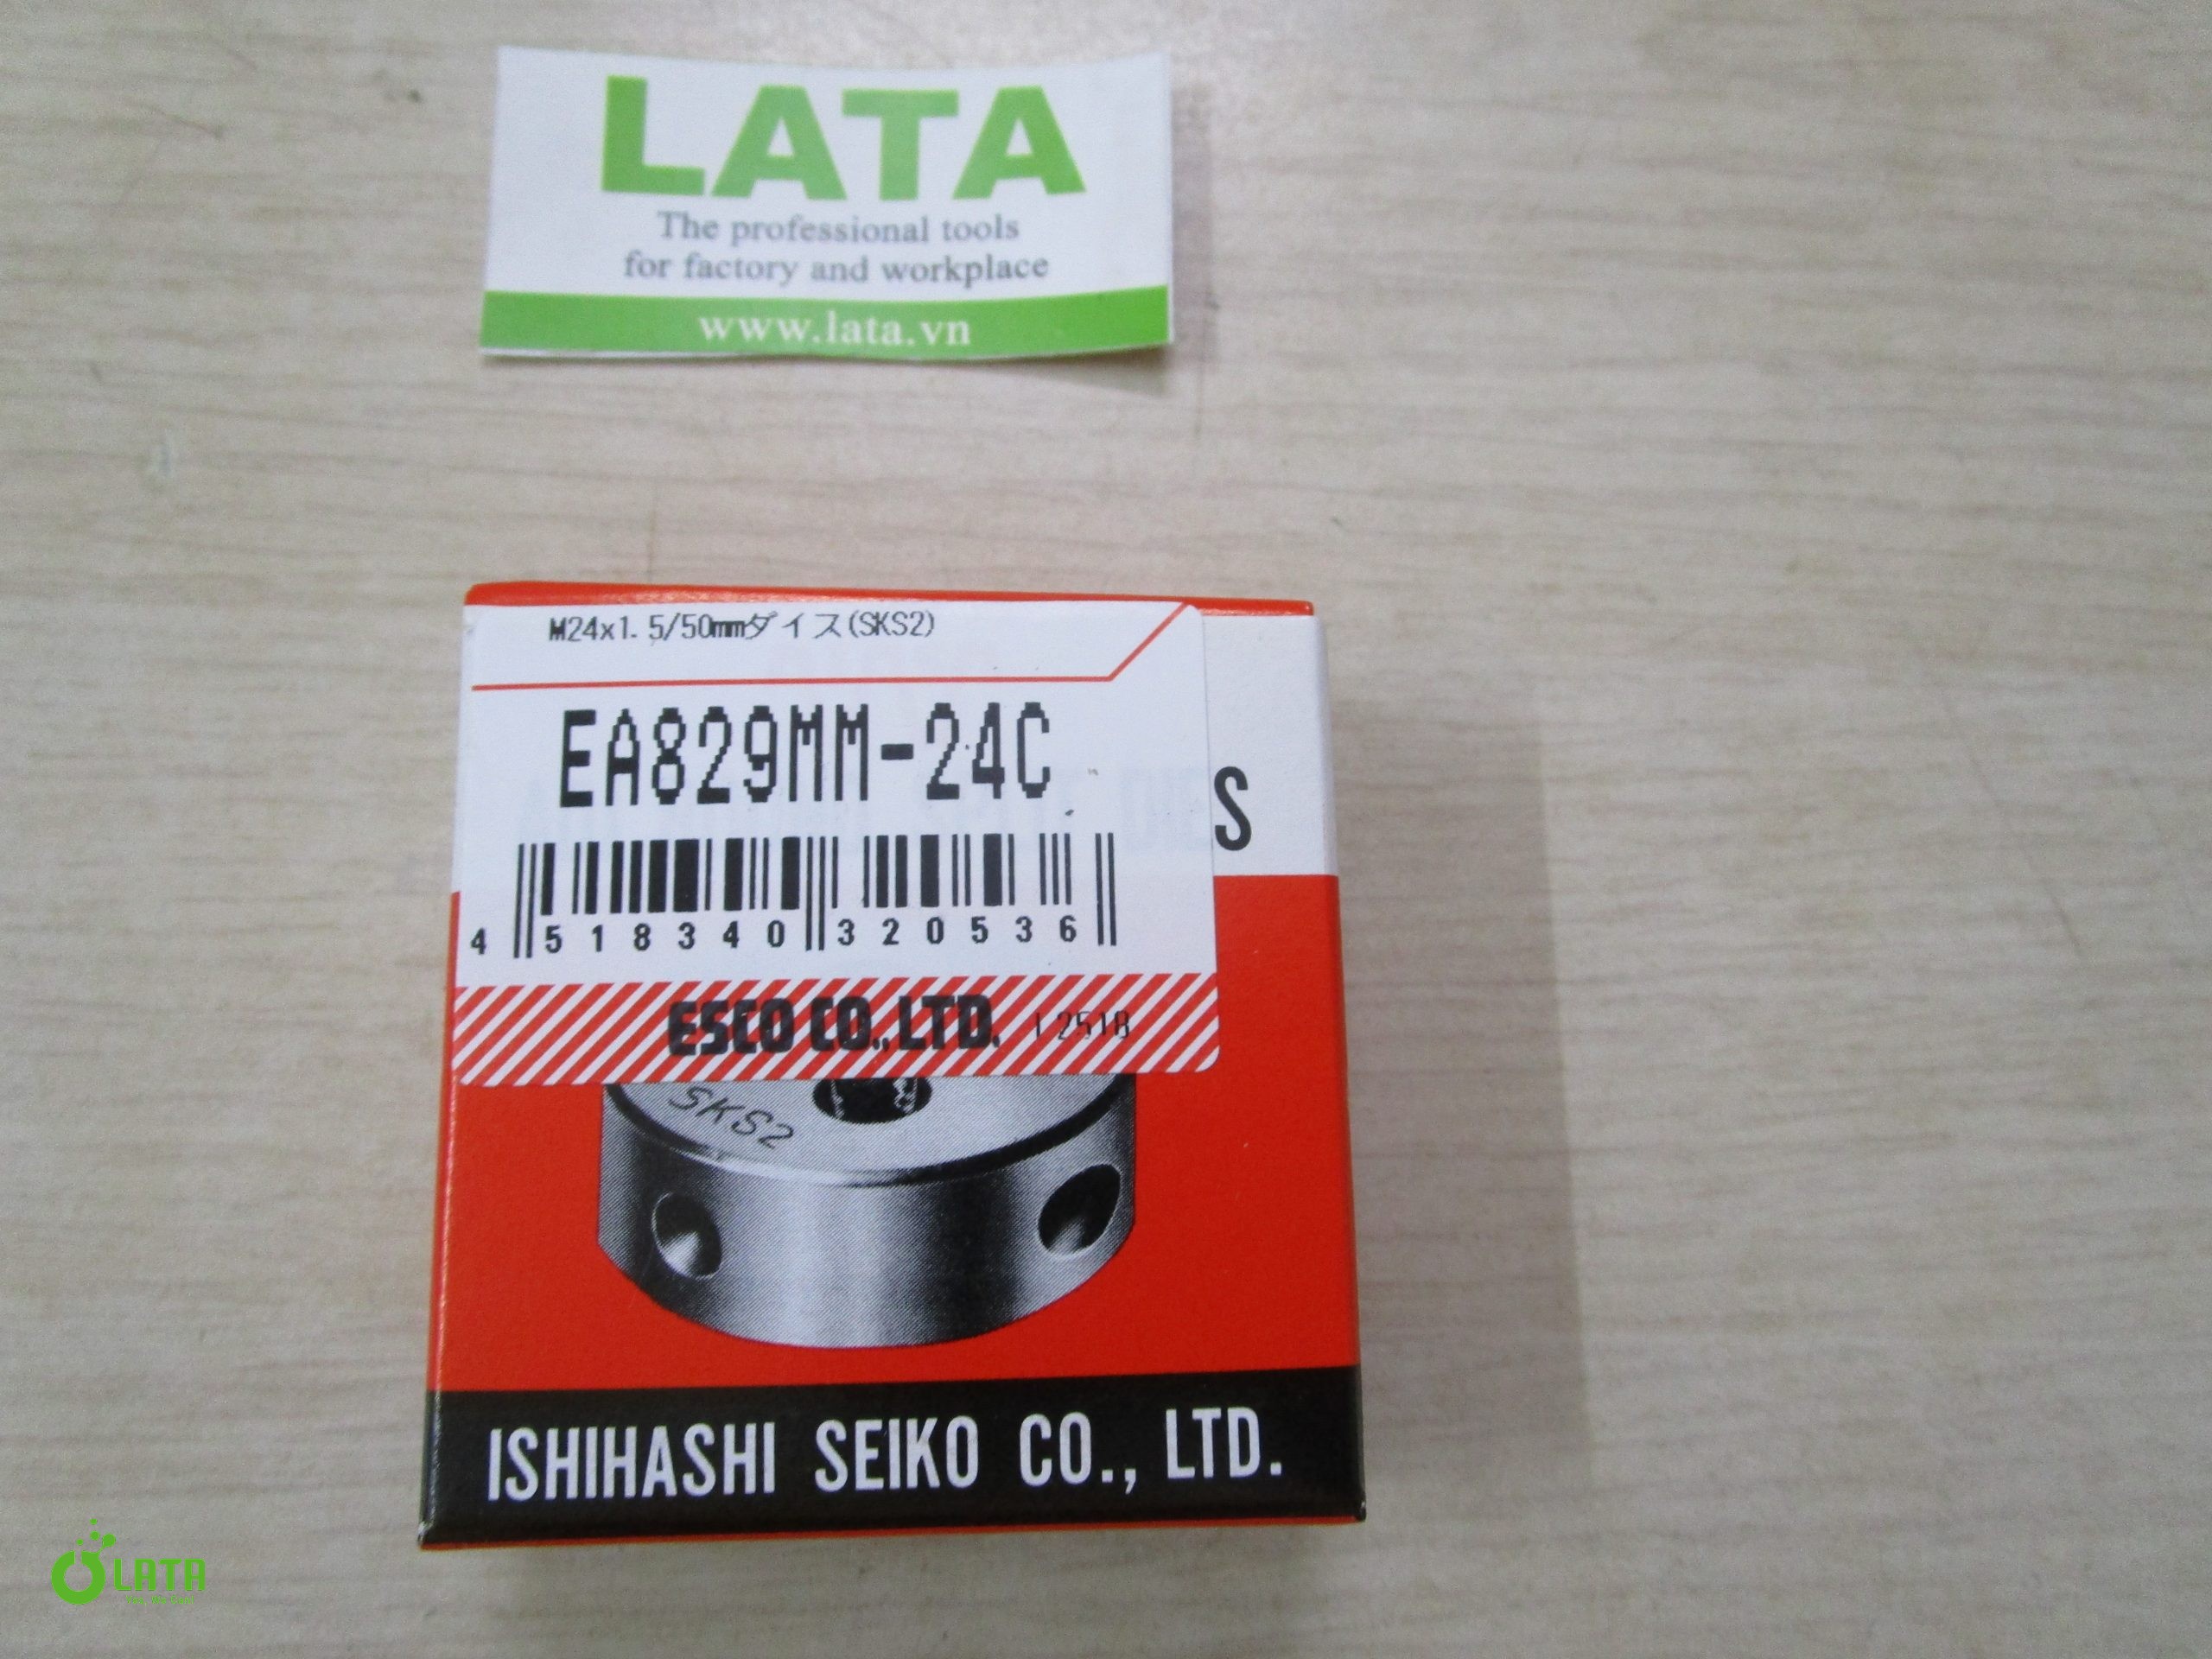 LATA
The professional tools
for factory and workplace
www.lata.vn
M24x1.5/50mmダイス(SKS2)
EA829MM-24C
S
4 518340 320536
ESCO CO.,LTD.
SKS2
ISHIHASHI SEIKO CO., LTD.
LATA